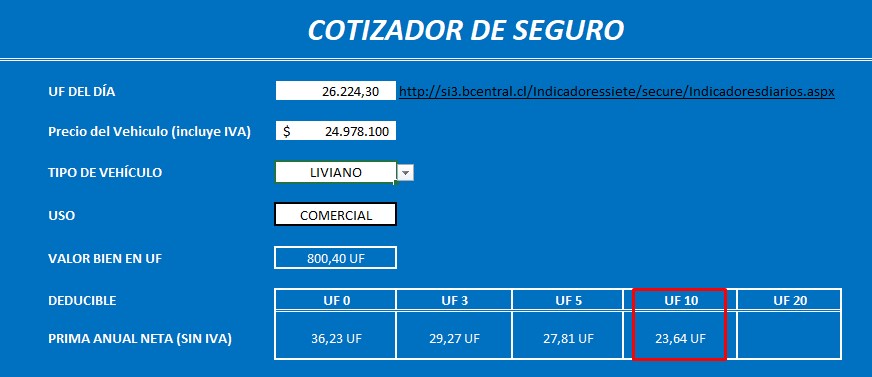 COTIZADOR DE SEGURO
UF DEL DÍA 26.224,30 http://si3.bcentral.cl/Indicadoressiete/secure/Indicadoresdiarios.aspx
Precio del Vehiculo (incluye IVA) $ 24.978.100
TIPO DE VEHÍCULO LIVIANO
USO COMERCIAL
VALOR BIEN EN UF 800,40 UF
DEDUCIBLE UF 0 UF 3 UF 5 UF 10 UF 20
PRIMA ANUAL NETA (SIN IVA) 36,23 UF 29,27 UF 27,81 UF 23,64 UF